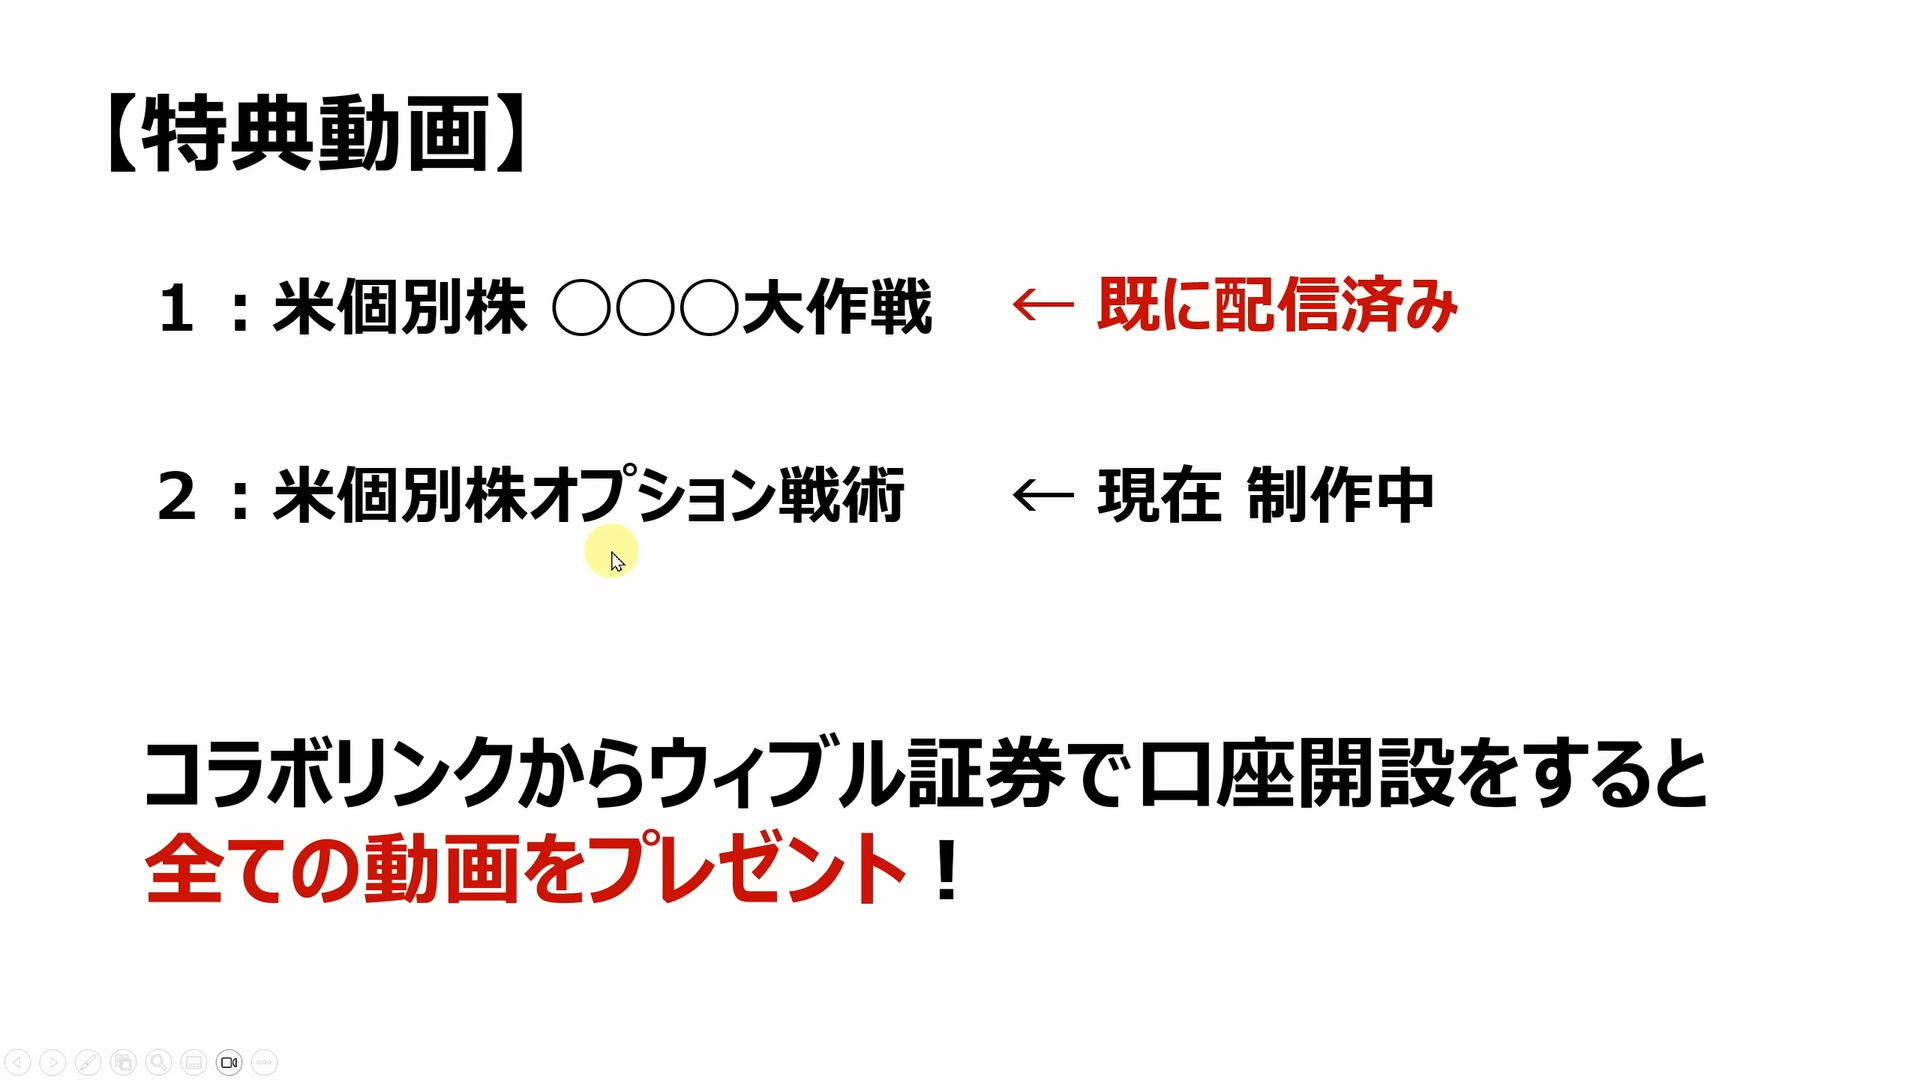 【特典動画】
1：米個別株 〇〇〇大作戦　← 既に配信済み
2：米個別株オプション戦術　← 現在 制作中
コラボリンクからウィブル証券で口座開設をすると
全ての動画をプレゼント！